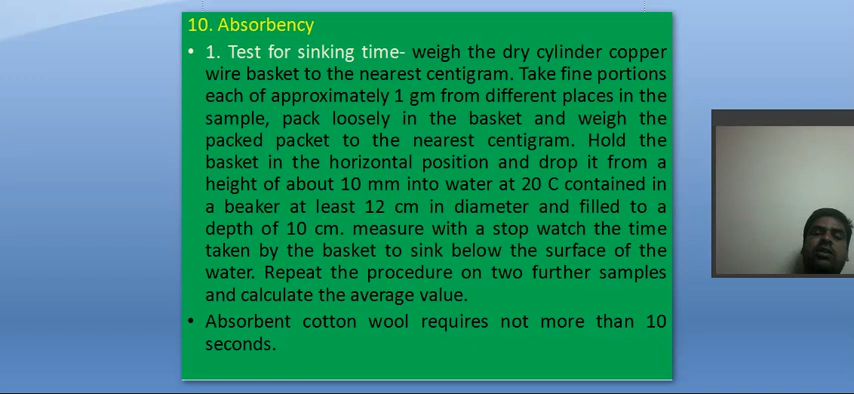 10. Absorbency
• 1. Test for sinking time- weigh the dry cylinder copper
wire basket to the nearest centigram. Take fine portions
each of approximately 1 gm from different places in the
sample, pack loosely in the basket and weigh the
packed packet to the nearest centigram. Hold the
basket in the horizontal position and drop it from a
height of about 10 mm into water at 20 C contained in
a beaker at least 12 cm in diameter and filled to a
depth of 10 cm. measure with a stop watch the time
taken by the basket to sink below the surface of the
water. Repeat the procedure on two further samples
and calculate the average value.
• Absorbent cotton wool requires not more than 10
seconds.